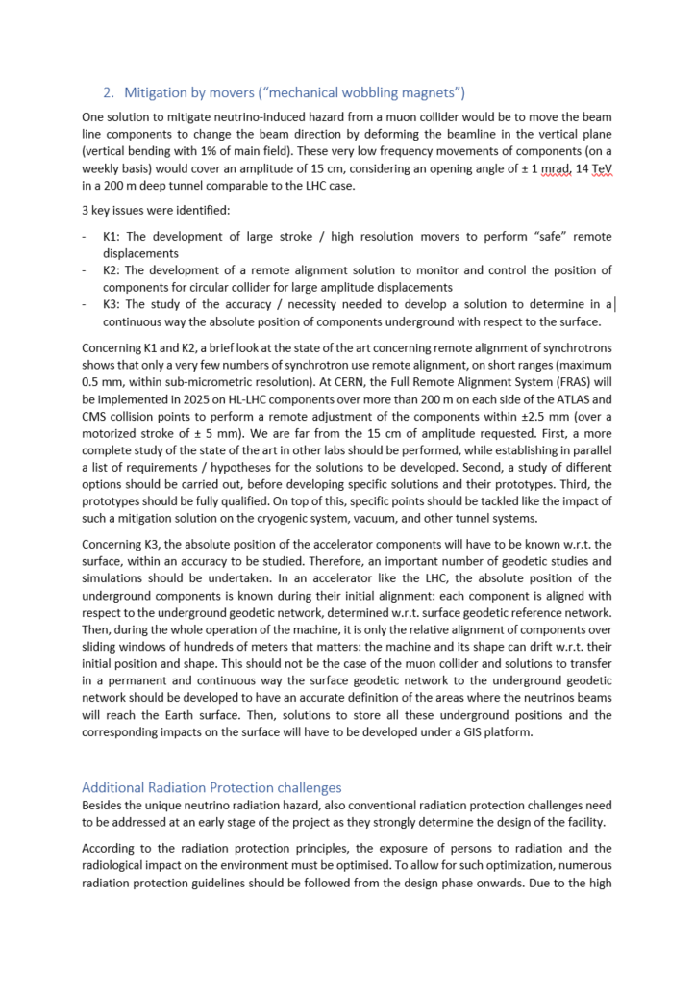 2. Mitigation by movers (“mechanical wobbling magnets”)
One solution to mitigate neutrino-induced hazard from a muon collider would be to move the beam
line components to change the beam direction by deforming the beamline in the vertical plane
(vertical bending with 1% of main field). These very low frequency movements of components (on a
weekly basis) would cover an amplitude of 15 cm, considering an opening angle of ± 1 mrad, 14 TeV
in a 200 m deep tunnel comparable to the LHC case.
3 key issues were identified:
- K1: The development of large stroke / high resolution movers to perform “safe” remote
displacements
- K2: The development of a remote alignment solution to monitor and control the position of
components for circular collider for large amplitude displacements
- K3: The study of the accuracy / necessity needed to develop a solution to determine in a
continuous way the absolute position of components underground with respect to the surface.
Concerning K1 and K2, a brief look at the state of the art concerning remote alignment of synchrotrons
shows that only a very few numbers of synchrotron use remote alignment, on short ranges (maximum
0.5 mm, within sub-micrometric resolution). At CERN, the Full Remote Alignment System (FRAS) will
be implemented in 2025 on HL-LHC components over more than 200 m on each side of the ATLAS and
CMS collision points to perform a remote adjustment of the components within ±2.5 mm (over a
motorized stroke of ± 5 mm). We are far from the 15 cm of amplitude requested. First, a more
complete study of the state of the art in other labs should be performed, while establishing in parallel
a list of requirements / hypotheses for the solutions to be developed. Second, a study of different
options should be carried out, before developing specific solutions and their prototypes. Third, the
prototypes should be fully qualified. On top of this, specific points should be tackled like the impact of
such a mitigation solution on the cryogenic system, vacuum, and other tunnel systems.
Concerning K3, the absolute position of the accelerator components will have to be known w.r.t. the
surface, within an accuracy to be studied. Therefore, an important number of geodetic studies and
simulations should be undertaken. In an accelerator like the LHC, the absolute position of the
underground components is known during their initial alignment: each component is aligned with
respect to the underground geodetic network, determined w.r.t. surface geodetic reference network.
Then, during the whole operation of the machine, it is only the relative alignment of components over
sliding windows of hundreds of meters that matters: the machine and its shape can drift w.r.t. their
initial position and shape. This should not be the case of the muon collider and solutions to transfer
in a permanent and continuous way the surface geodetic network to the underground geodetic
network should be developed to have an accurate definition of the areas where the neutrinos beams
will reach the Earth surface. Then, solutions to store all these underground positions and the
corresponding impacts on the surface will have to be developed under a GIS platform.
Additional Radiation Protection challenges
Besides the unique neutrino radiation hazard, also conventional radiation protection challenges need
to be addressed at an early stage of the project as they strongly determine the design of the facility.
According to the radiation protection principles, the exposure of persons to radiation and the
radiological impact on the environment must be optimised. To allow for such optimization, numerous
radiation protection guidelines should be followed from the design phase onwards. Due to the high